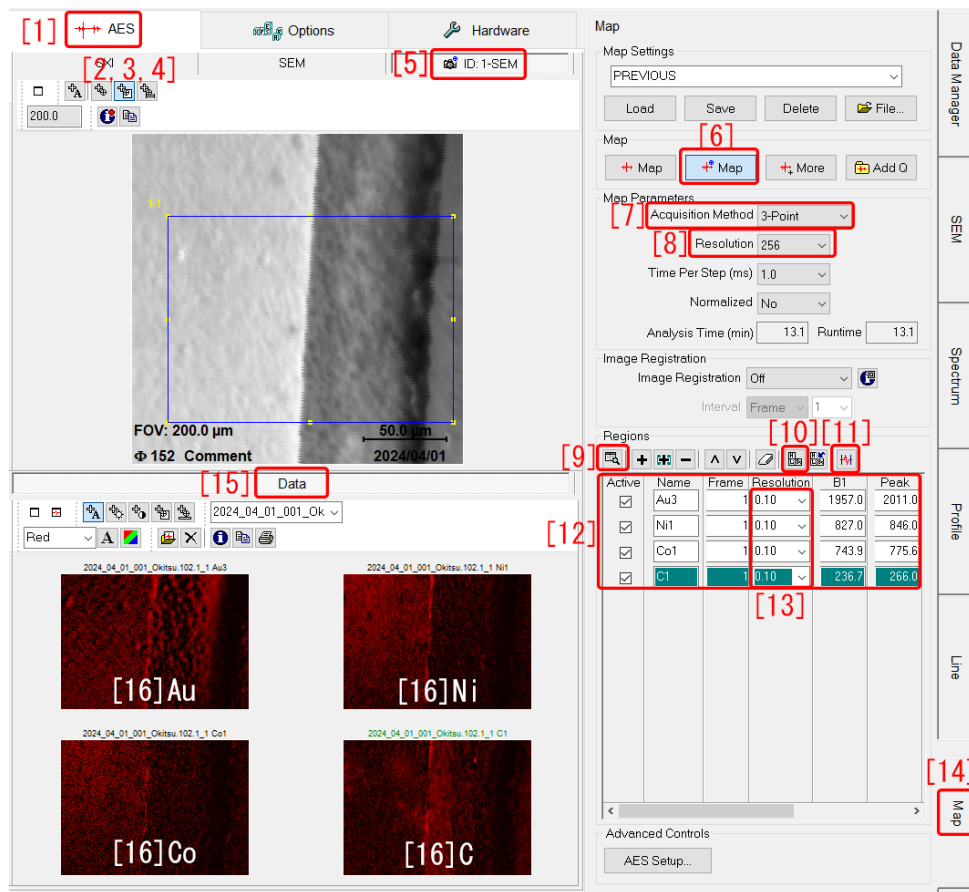 [1] AES
Options
Hardware
[2,3,4]
SXI
SEM
[5] ID: 1-SEM
200.0
1-1
FOV: 200.0 µm
50.0 µm
Φ 152 Comment
2024/04/01
[15] Data
2024_04_01_001_Ok
Red
A
2024_04_01_001_Okitsu.102.1_1 Au3
2024_04_01_001_Okitsu.102.1_1 Ni1
[16]Au
[16]Ni
2024_04_01_001_Okitsu.102.1_1 Co1
2024_04_01_001_Okitsu.102.1_1 C1
[16]Co
[16]C
Map
Map Settings
PREVIOUS
Load
Save
Delete
File...
[6]
Map
Map
Map
More
Add Q
Map Parameters
[7] Acquisition Method 3-Point
[8] Resolution 256
Time Per Step (ms) 1.0
Normalized No
Analysis Time (min) 13.1 Runtime 13.1
Image Registration
Image Registration Off
Interval Frame 1
Regions
[10] [11]
[9]
[12]
Active Name Frame Resolution B1 Peak
Au3 1 0.10 1957.0 2011.0
Ni1 1 0.10 827.0 846.0
Co1 1 0.10 743.9 775.6
C1 1 0.10 236.7 266.0
[13]
Advanced Controls
AES Setup...
Data Manager
SEM
Spectrum
Profile
Line
[14]
Map